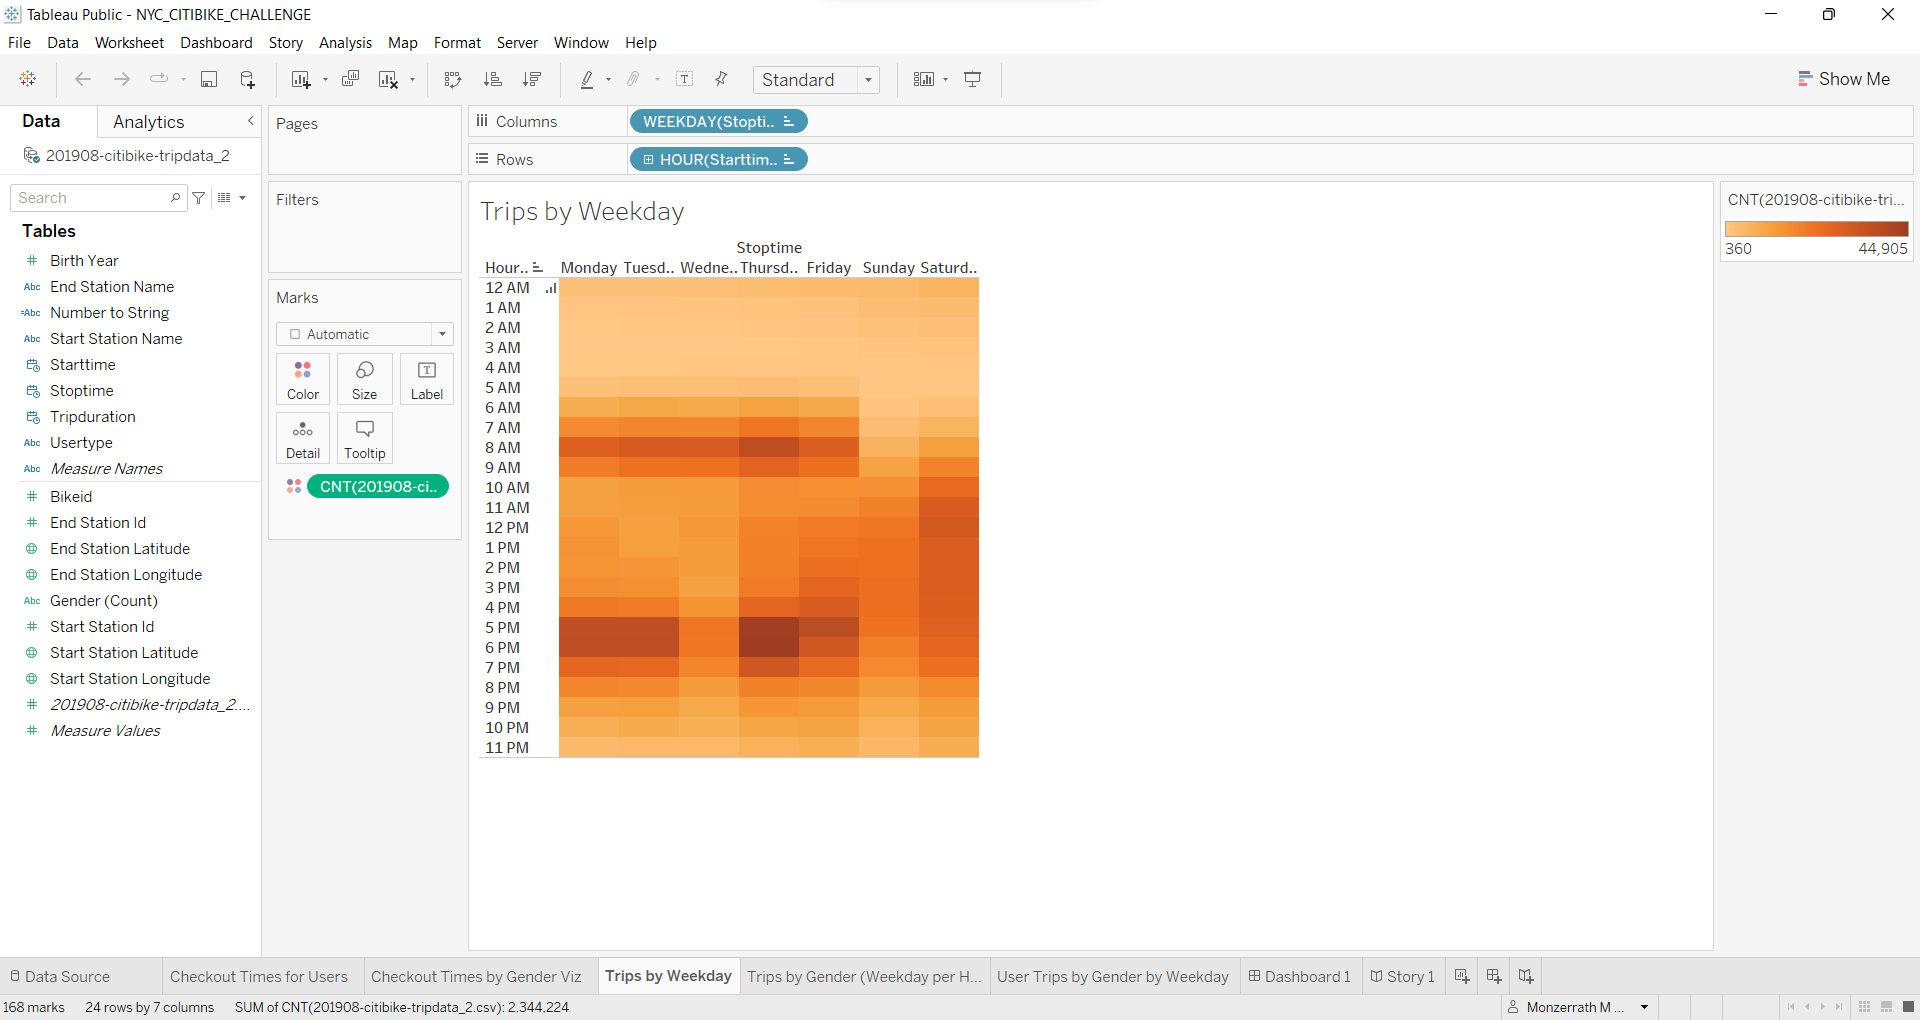 Tableau Public - NYC_CITIBIKE_CHALLENGE
File Data Worksheet Dashboard Story Analysis Map Format Server Window Help
Standard
Show Me
Data Analytics
201908-citibike-tripdata_2
Search
Tables
# Birth Year
Abc End Station Name
=Abc Number to String
Abc Start Station Name
Starttime
Stoptime
Tripduration
Abc Usertype
Abc Measure Names
# Bikeid
# End Station Id
End Station Latitude
End Station Longitude
Abc Gender (Count)
# Start Station Id
Start Station Latitude
Start Station Longitude
# 201908-citibike-tripdata_2....
# Measure Values
Pages
Filters
Marks
Automatic
Color Size Label
Detail Tooltip
CNT(201908-ci..
Columns WEEKDAY(Stopti..
Rows HOUR(Starttim..
Trips by Weekday
Stoptime
Hour.. Monday Tuesd.. Wedne.. Thursd.. Friday Sunday Saturd..
12 AM
1 AM
2 AM
3 AM
4 AM
5 AM
6 AM
7 AM
8 AM
9 AM
10 AM
11 AM
12 PM
1 PM
2 PM
3 PM
4 PM
5 PM
6 PM
7 PM
8 PM
9 PM
10 PM
11 PM
CNT(201908-citibike-tri...
360 44,905
Data Source Checkout Times for Users Checkout Times by Gender Viz Trips by Weekday Trips by Gender (Weekday per H... User Trips by Gender by Weekday Dashboard 1 Story 1
168 marks 24 rows by 7 columns SUM of CNT(201908-citibike-tripdata_2.csv): 2,344,224 Monzerrath M ...